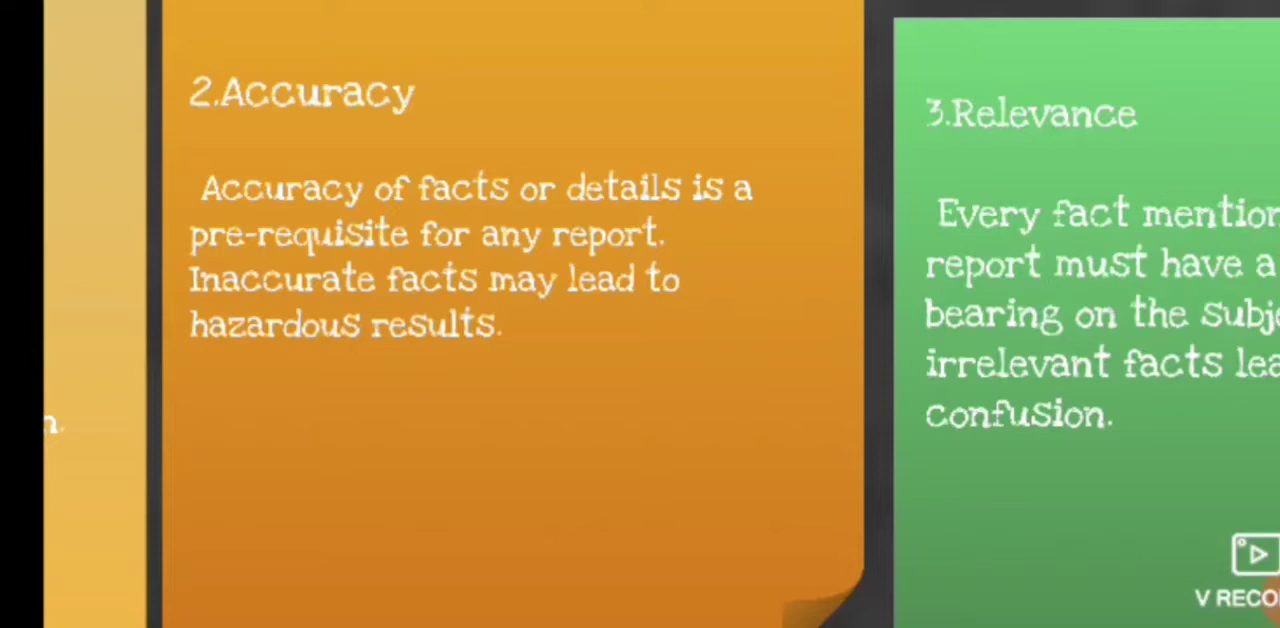 n.
2.Accuracy
Accuracy of facts or details is a
pre-requisite for any report.
Inaccurate facts may lead to
hazardous results.
3.Relevance
Every fact
report must have a
bearing on the
irrelevant facts
confusion.
V